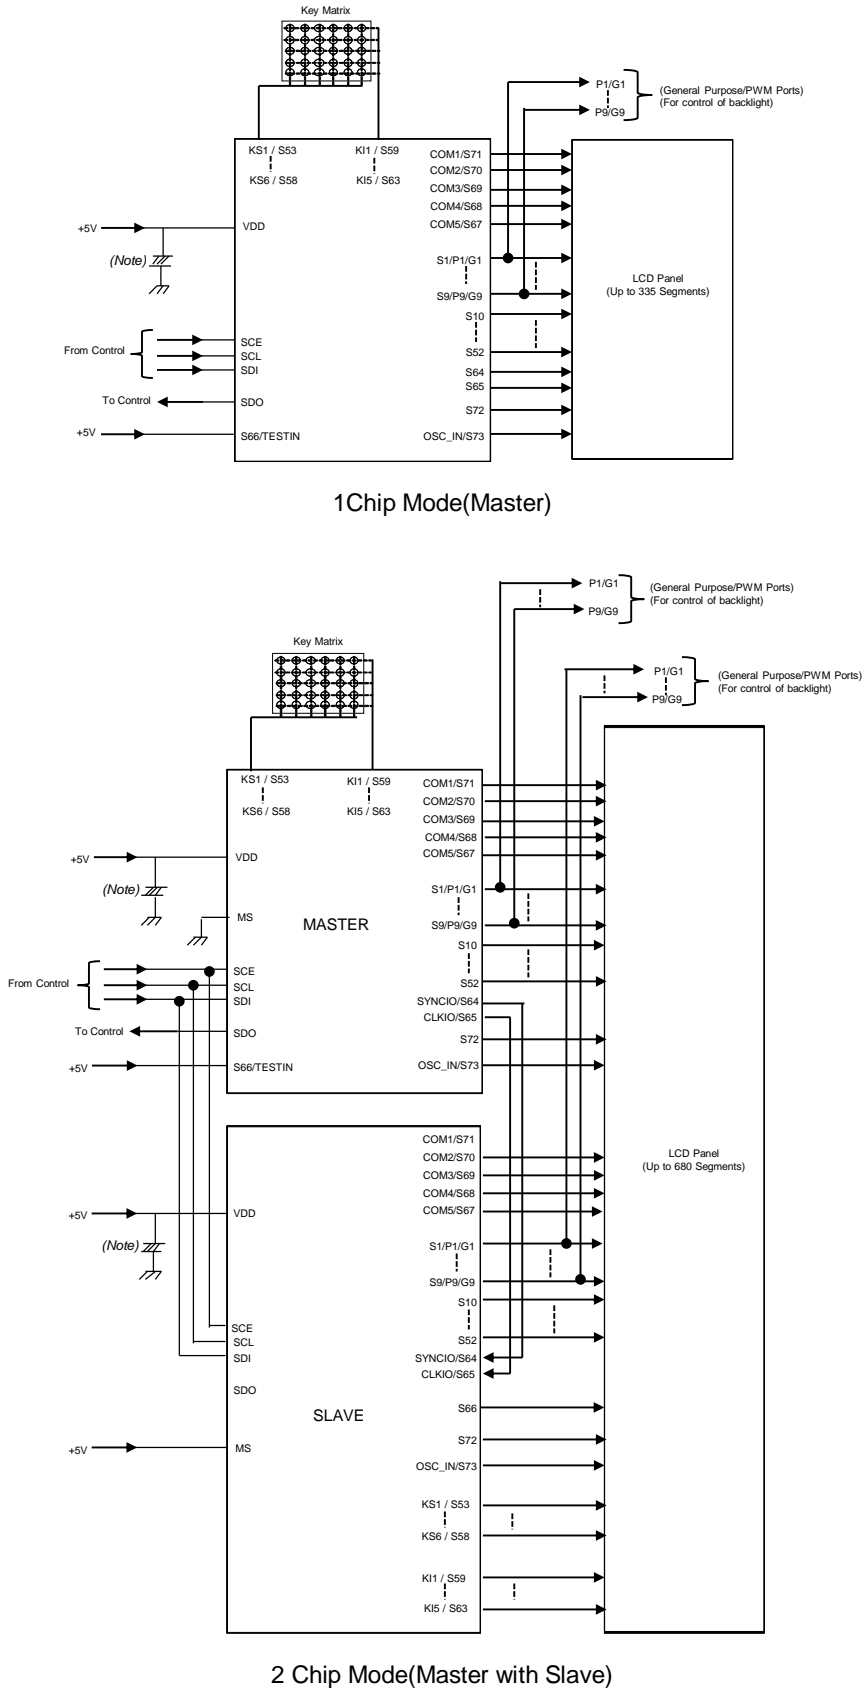 Key Matrix
P1/G1
P9/G9
(General Purpose/PWM Ports)
(For control of backlight)
KS1 / S53
KS6 / S58
KI1 / S59
KI5 / S63
COM1/S71
COM2/S70
COM3/S69
COM4/S68
COM5/S67
+5V
VDD
(Note)
S1/P1/G1
S9/P9/G9
S10
S52
S64
S65
S72
OSC_IN/S73
LCD Panel
(Up to 335 Segments)
From Control
SCE
SCL
SDI
To Control
SDO
+5V
S66/TESTIN
1Chip Mode(Master)
P1/G1
P9/G9
(General Purpose/PWM Ports)
(For control of backlight)
Key Matrix
P1/G1
P9/G9
(General Purpose/PWM Ports)
(For control of backlight)
KS1 / S53
KS6 / S58
KI1 / S59
KI5 / S63
COM1/S71
COM2/S70
COM3/S69
COM4/S68
COM5/S67
+5V
VDD
(Note)
MS
MASTER
S1/P1/G1
S9/P9/G9
S10
S52
SYNCIO/S64
CLKIO/S65
S72
OSC_IN/S73
From Control
SCE
SCL
SDI
To Control
SDO
+5V
S66/TESTIN
LCD Panel
(Up to 680 Segments)
COM1/S71
COM2/S70
COM3/S69
COM4/S68
COM5/S67
+5V
VDD
(Note)
S1/P1/G1
S9/P9/G9
S10
S52
SYNCIO/S64
CLKIO/S65
SCE
SCL
SDI
SDO
SLAVE
+5V
MS
S66
S72
OSC_IN/S73
KS1 / S53
KS6 / S58
KI1 / S59
KI5 / S63
2 Chip Mode(Master with Slave)